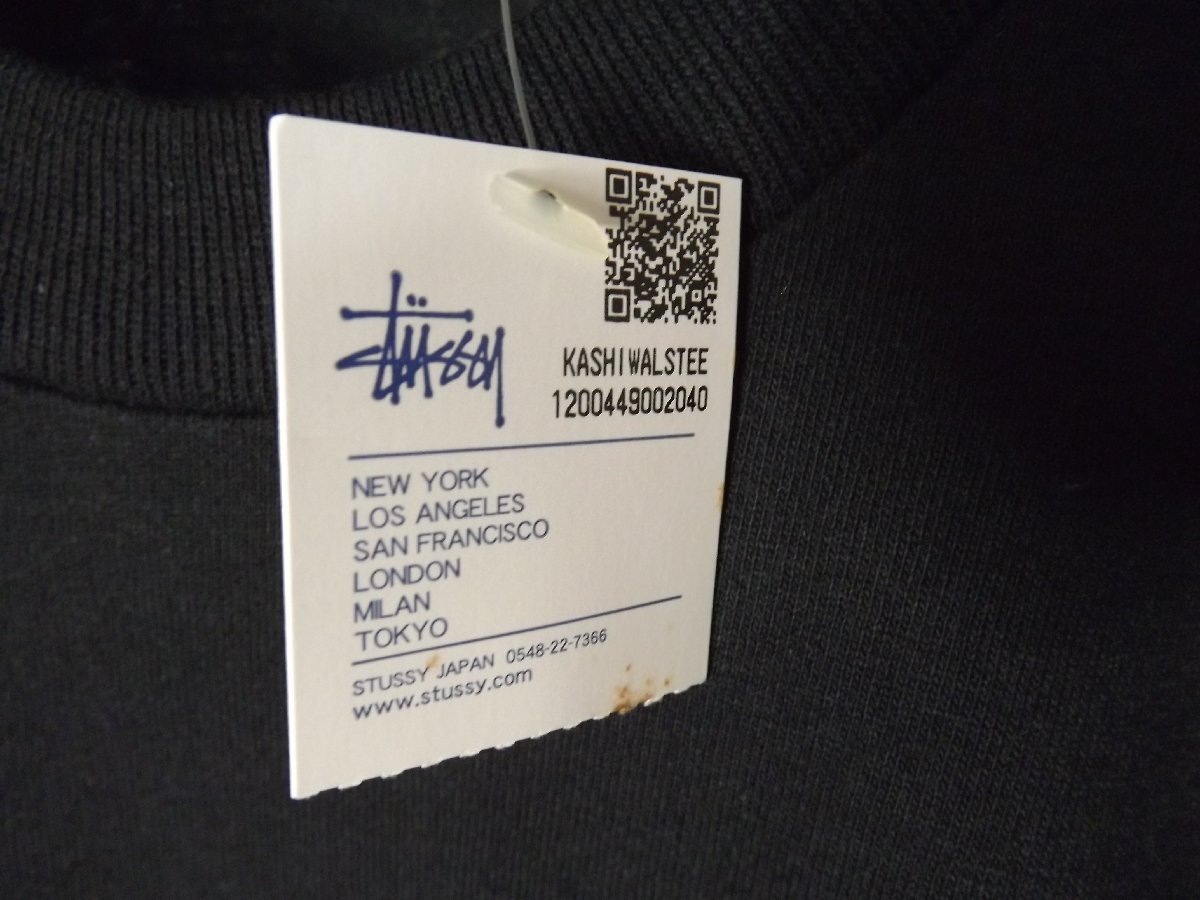 STÜSSY
KASHIWALSTEE
1200449002040
NEW YORK
LOS ANGELES
SAN FRANCISCO
LONDON
MILAN
TOKYO
STUSSY JAPAN 0548-22-7366
www.stussy.com